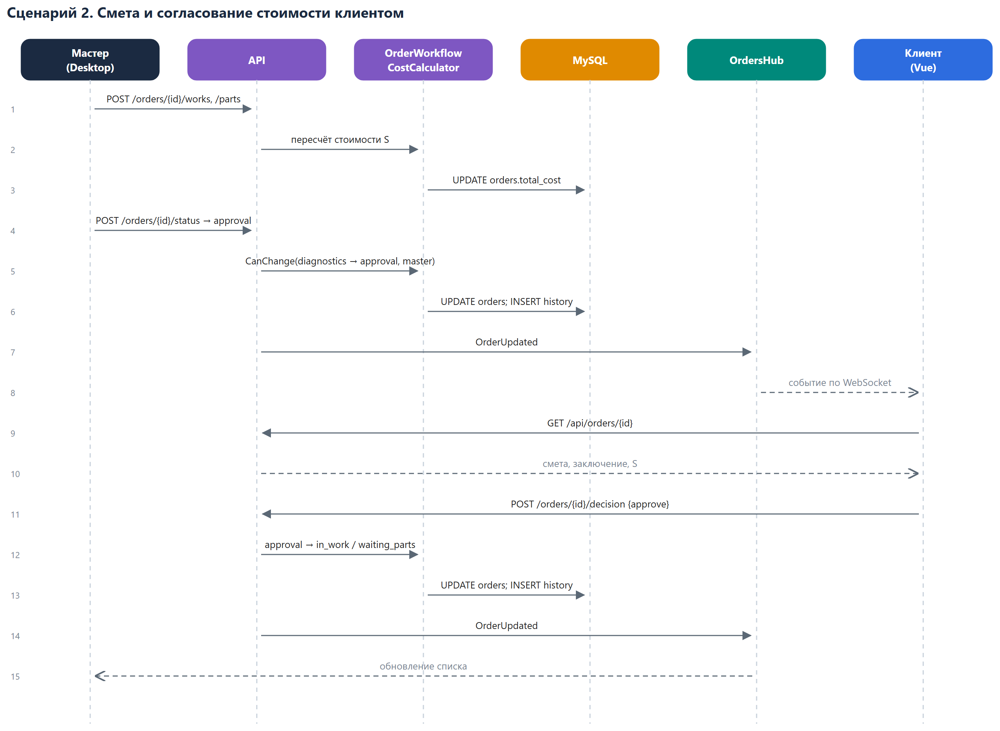 Сценарий 2. Смета и согласование стоимости клиентом
Мастер
(Desktop)
API
OrderWorkflow
CostCalculator
MySQL
OrdersHub
Клиент
(Vue)
POST /orders/{id}/works, /parts
1
пересчёт стоимости S
2
UPDATE orders.total_cost
3
POST /orders/{id}/status → approval
4
CanChange(diagnostics → approval, master)
5
UPDATE orders; INSERT history
6
OrderUpdated
7
событие по WebSocket
8
GET /api/orders/{id}
9
смета, заключение, S
10
POST /orders/{id}/decision {approve}
11
approval → in_work / waiting_parts
12
UPDATE orders; INSERT history
13
OrderUpdated
14
обновление списка
15